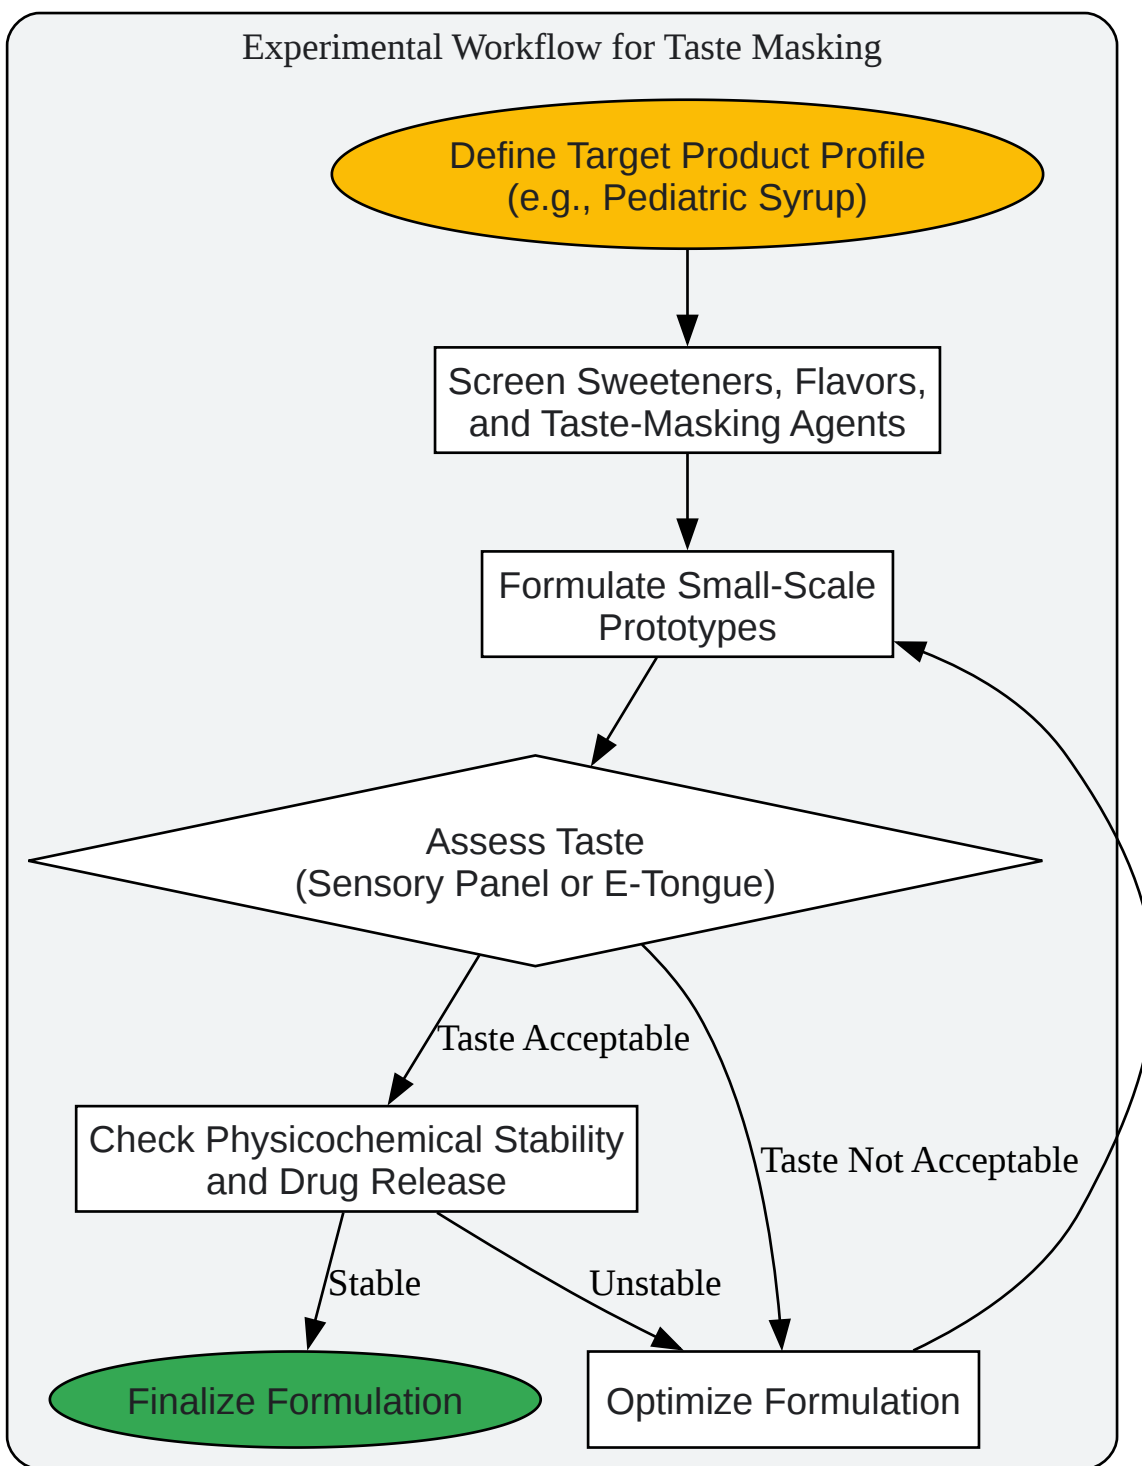 Experimental Workflow for Taste Masking
Define Target Product Profile
(e.g., Pediatric Syrup)
Screen Sweeteners, Flavors,
and Taste-Masking Agents
Formulate Small-Scale
Prototypes
Assess Taste
(Sensory Panel or E-Tongue)
Taste Acceptable
Check Physicochemical Stability
and Drug Release
Taste Not Acceptable
Stable
Unstable
Finalize Formulation
Optimize Formulation